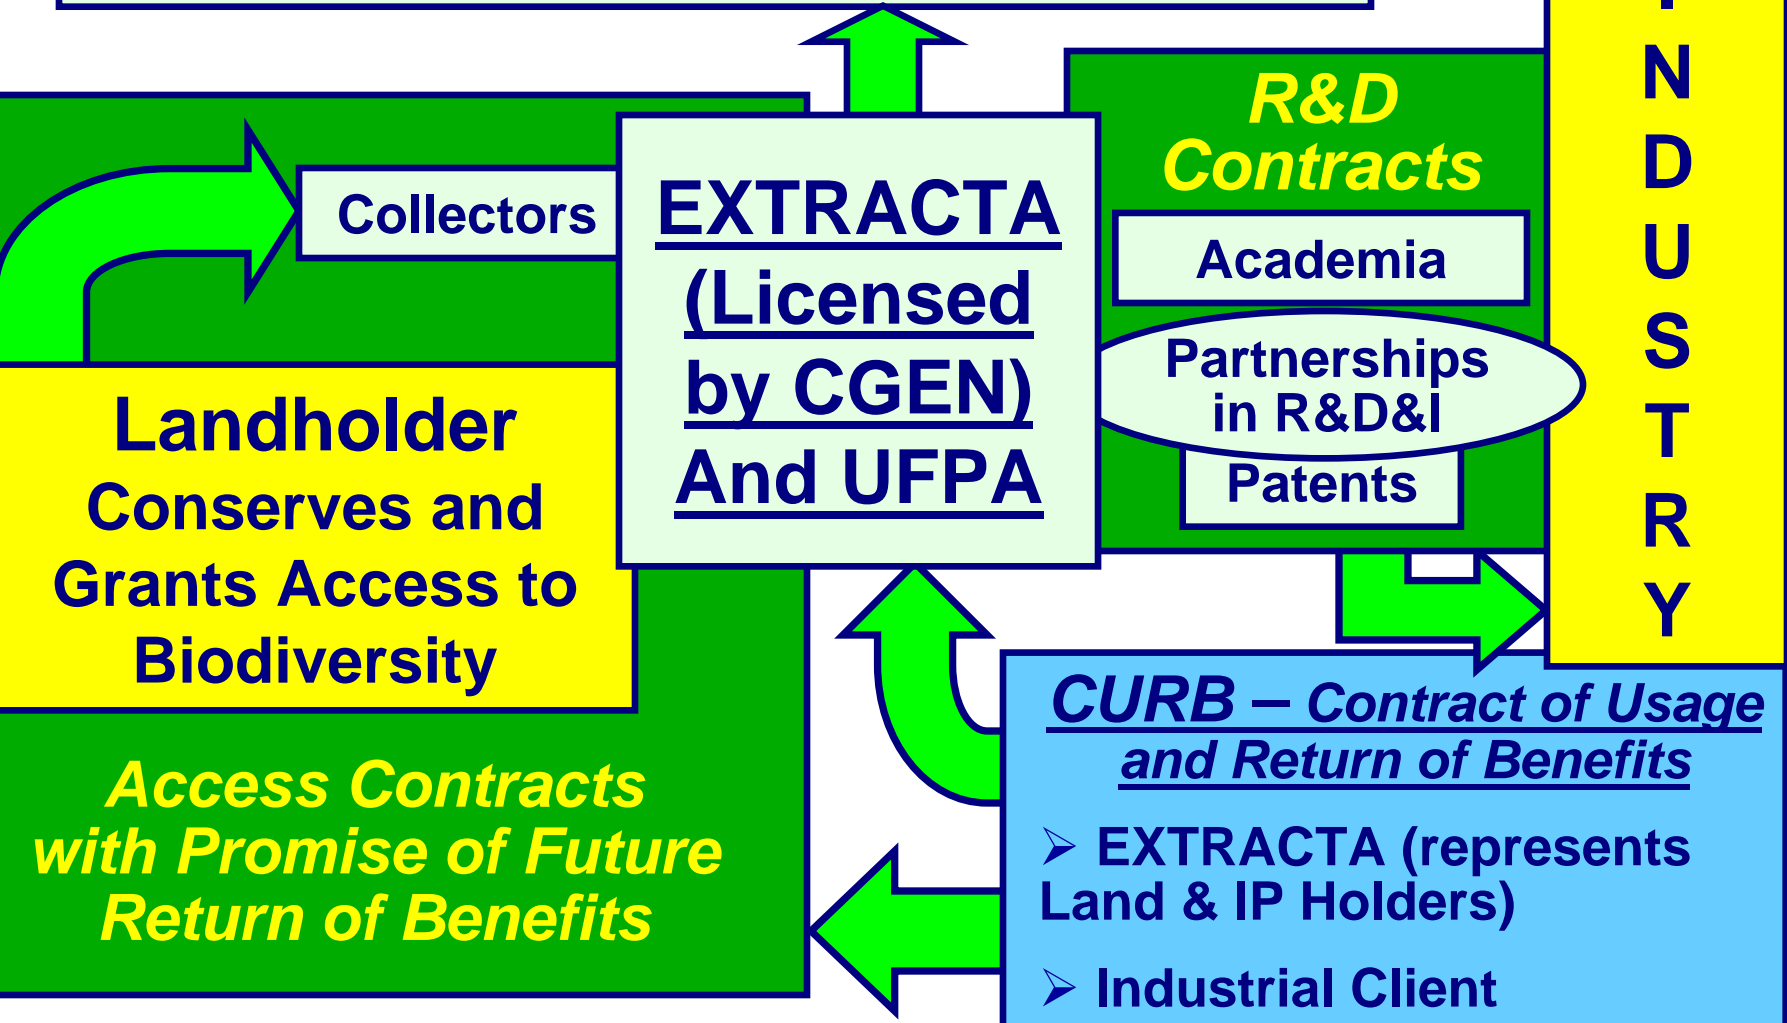 Collectors
EXTRACTA
(Licensed
by CGEN)
And UFPA
R&D
Contracts
Academia
Partnerships
in R&D&I
Patents
N
D
U
S
T
R
Y
Landholder
Conserves and
Grants Access to
Biodiversity
Access Contracts
with Promise of Future
Return of Benefits
CURB – Contract of Usage
and Return of Benefits
➢ EXTRACTA (represents
Land & IP Holders)
➢ Industrial Client